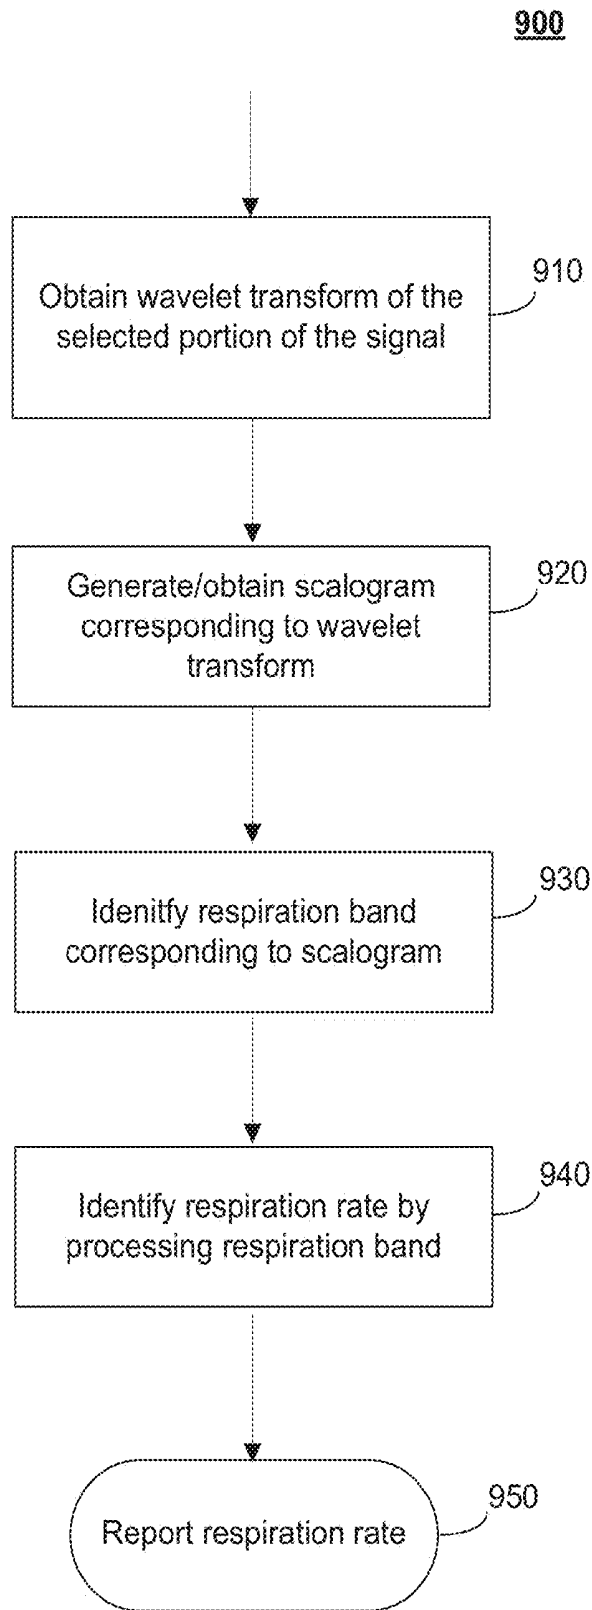 900
Obtain wavelet transform of the
selected portion of the signal
910
Generate/obtain scalogram
corresponding to wavelet
transform
920
Idenitfy respiration band
corresponding to scalogram
930
Identify respiration rate by
processing respiration band
940
Report respiration rate
950